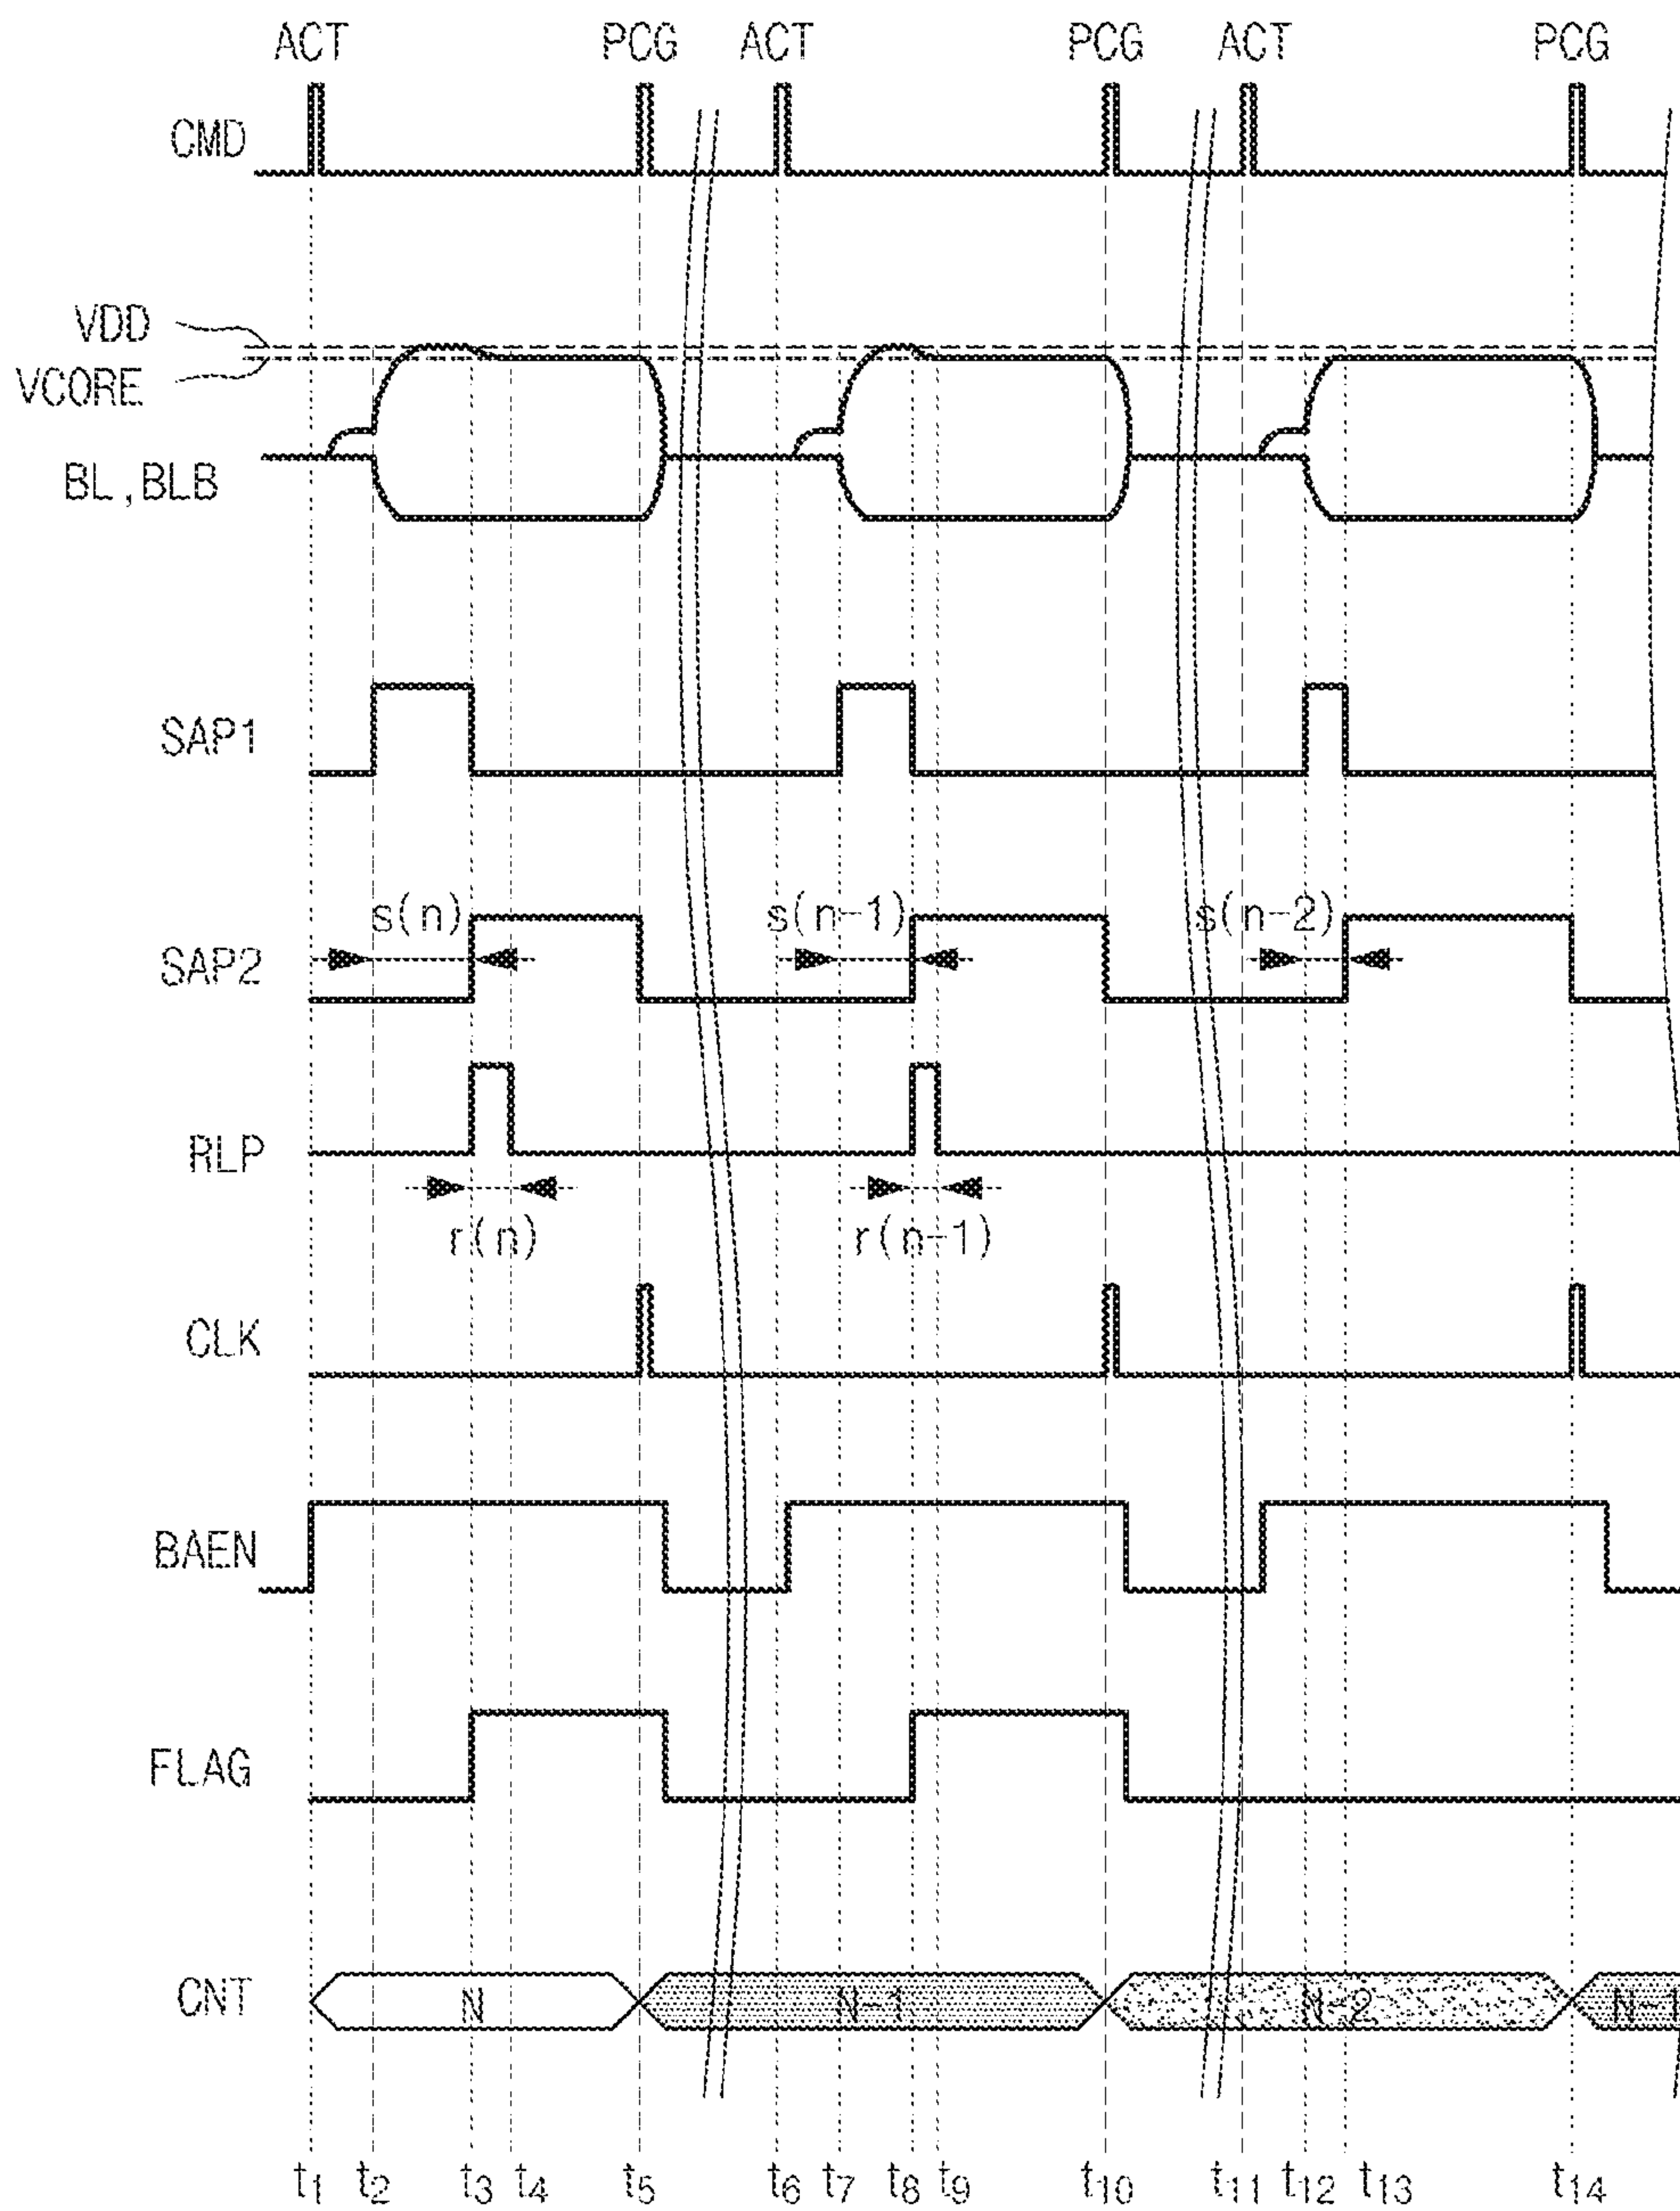 ACT PCG ACT PCG ACT PCG
CMD
VDD
VCORE
BL,BLB
SAP1
s(n) s(n-1) s(n-2)
SAP2
RLP
r(n) r(n-1)
CLK
BAEN
FLAG
CNT N N-1 N-2 N-1
t1 t2 t3 t4 t5 t6 t7 t8 t9 t10 t11 t12 t13 t14